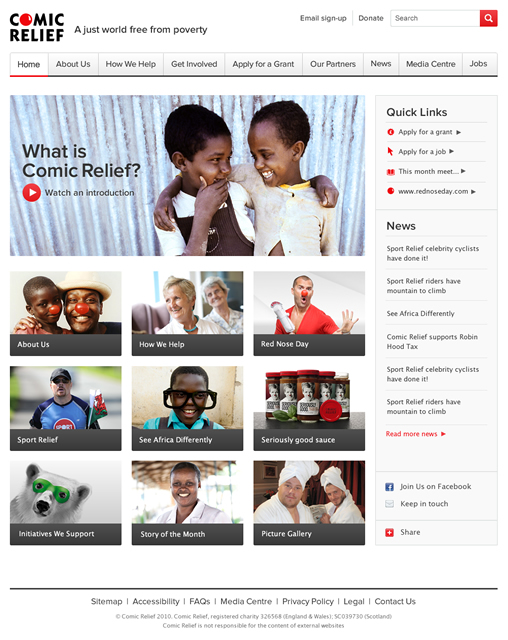 COMIC
RELIEF
A just world free from poverty
Email sign-up
Donate
Search
Home
About Us
How We Help
Get Involved
Apply for a Grant
Our Partners
News
Media Centre
Jobs
What is
Comic Relief?
Watch an introduction
Quick Links
Apply for a grant
Apply for a job
This month meet...
www.rednoseday.com
News
Sport Relief celebrity cyclists
have done it!
Sport Relief riders have
mountain to climb
See Africa Differently
Comic Relief supports Robin
Hood Tax
Sport Relief celebrity cyclists
have done it!
Sport Relief riders have
mountain to climb
Read more news
About Us
How We Help
Red Nose Day
Sport Relief
See Africa Differently
SERIOUSLY
GOOD
Seriously good sauce
Initiatives We Support
Story of the Month
Picture Gallery
Join Us on Facebook
Keep in touch
Share
Sitemap | Accessibility | FAQs | Media Centre | Privacy Policy | Legal | Contact Us
© Comic Relief 2010. Comic Relief, registered charity 326568 (England & Wales); SC039730 (Scotland)
Comic Relief is not responsible for the content of external websites